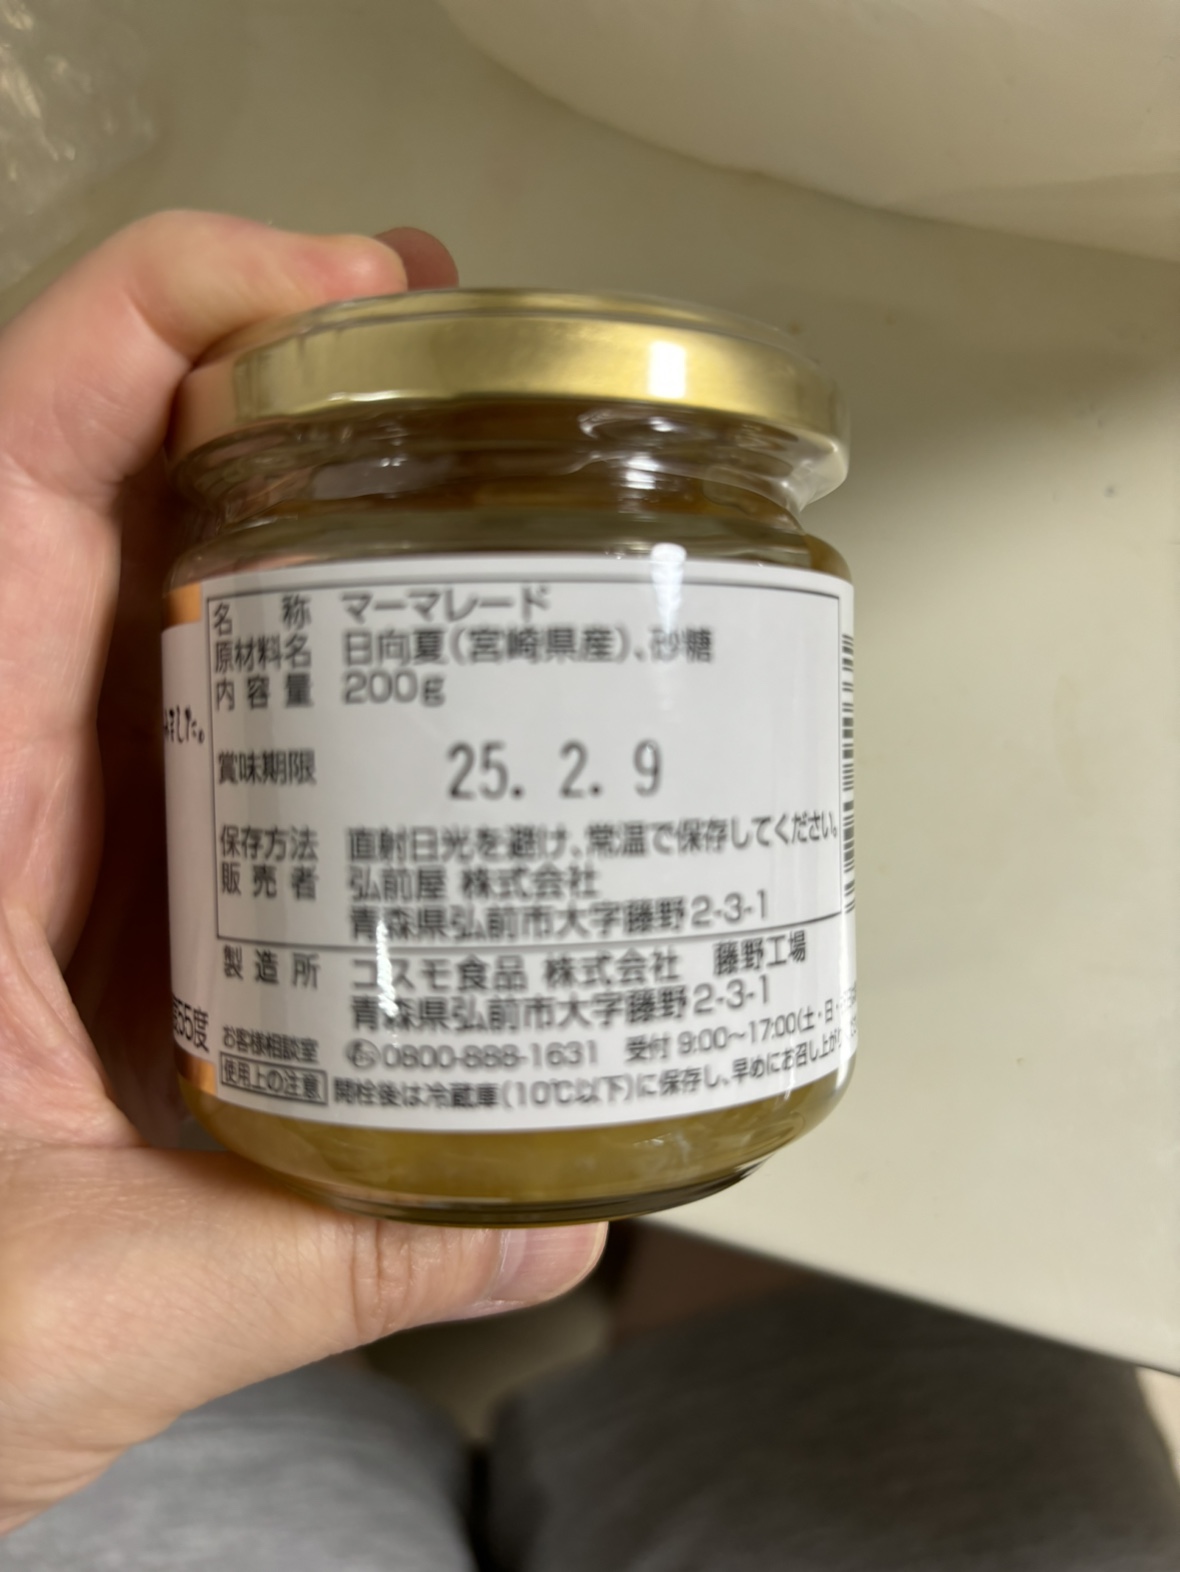 名称 マーマレード
原材料名 日向夏(宮崎県産)、砂糖
内容量 200g
賞味期限 25. 2. 9
保存方法 直射日光を避け、常温で保存してください。
販売者 弘前屋 株式会社
青森県弘前市大字藤野2-3-1
製造所 コスモ食品 株式会社 藤野工場
青森県弘前市大字藤野2-3-1
お客様相談室 0800-888-1631 受付 9:00～17:00(土・日・
使用上の注意 開栓後は冷蔵庫(10℃以下)に保存し、早めにお召し上が
ました。
55度